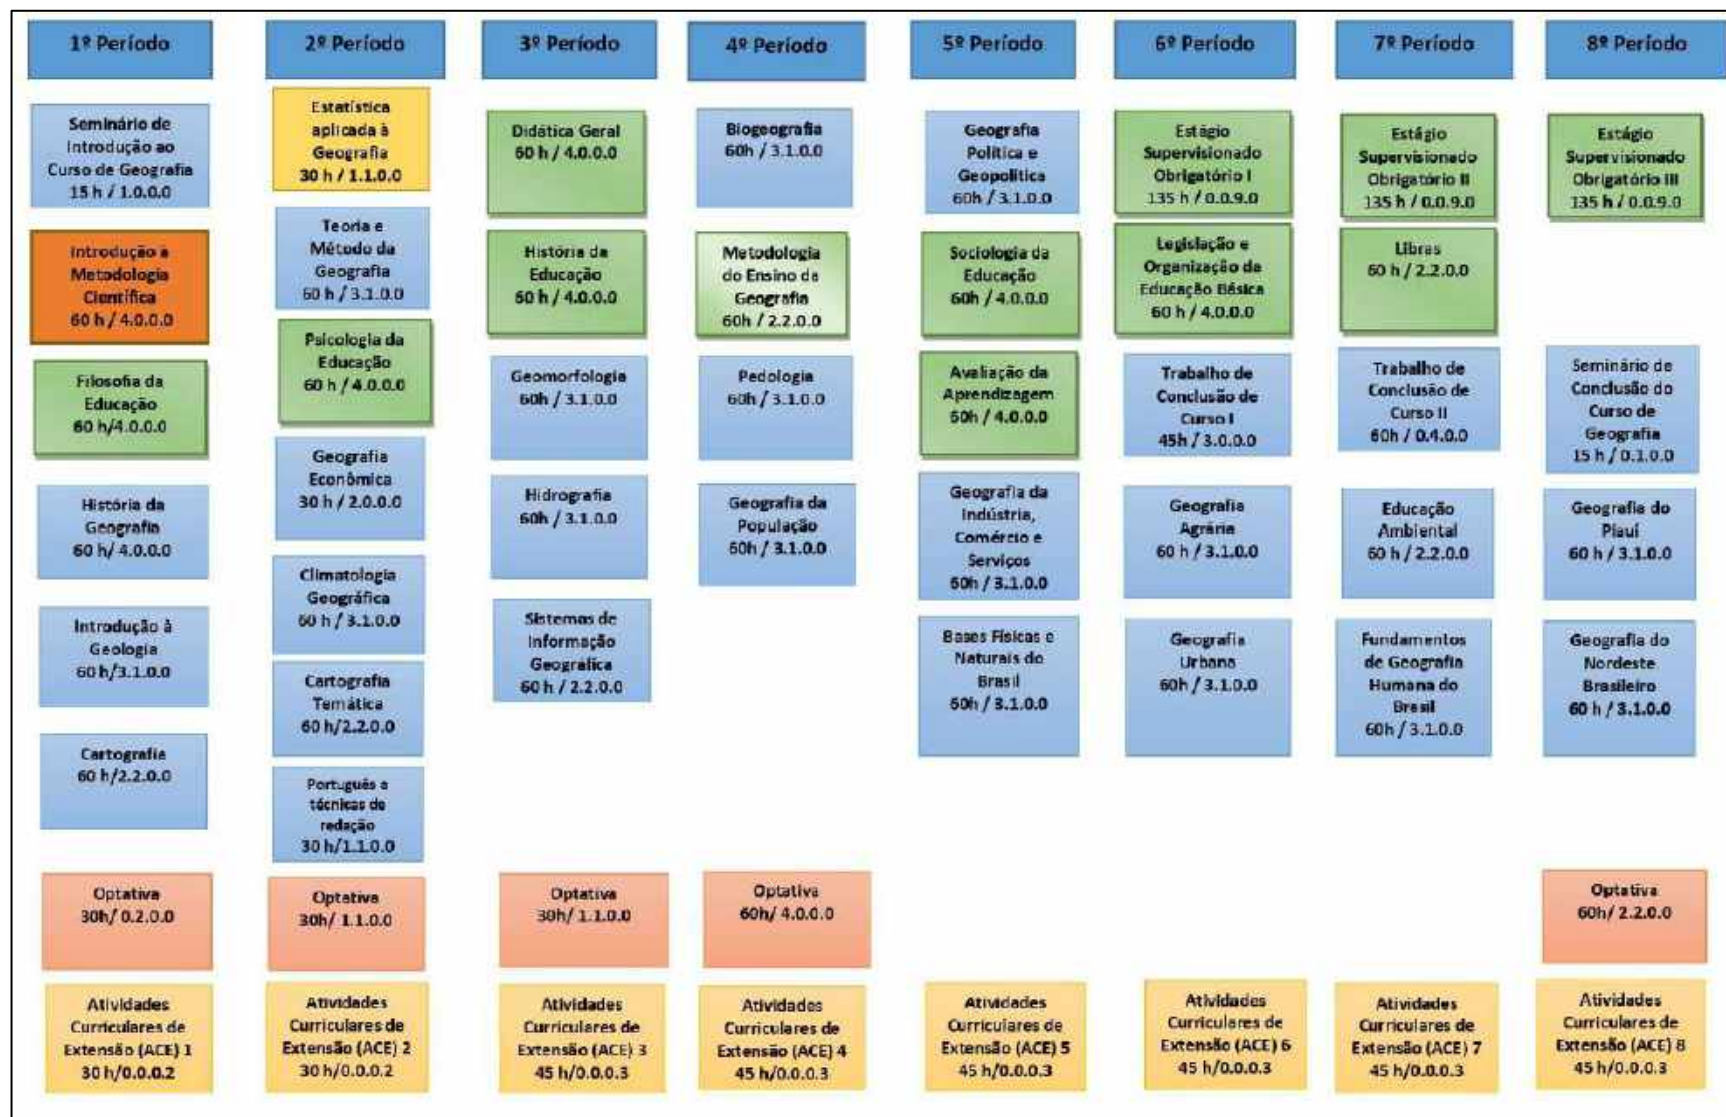 1º Período
Seminário de
Introdução ao
Curso de Geografia
15 h / 1.0.0.0
Introdução à
Metodologia
Científica
60 h / 4.0.0.0
Filosofia da
Educação
60 h/4.0.0.0
História da
Geografia
60 h/ 4.0.0.0
Introdução à
Geologia
60 h/3.1.0.0
Cartografia
60 h/2.2.0.0
Optativa
30h/ 0.2.0.0
Atividades
Curriculares de
Extensão (ACE) 1
30 h/0.0.0.2
2º Período
Estatística
aplicada à
Geografia
30 h / 1.1.0.0
Teoria e
Método da
Geografia
60 h / 3.1.0.0
Psicologia da
Educação
60 h / 4.0.0.0
Geografia
Econômica
30 h / 2.0.0.0
Climatologia
Geográfica
60 h / 3.1.0.0
Cartografia
Temática
60 h/2.2.0.0
Português e
técnicas de
redação
30 h/1.1.0.0
Optativa
30h/ 1.1.0.0
Atividades
Curriculares de
Extensão (ACE) 2
30 h/0.0.0.2
3º Período
Didática Geral
60 h / 4.0.0.0
História da
Educação
60 h / 4.0.0.0
Geomorfologia
60h / 3.1.0.0
Hidrografia
60h / 3.1.0.0
Sistemas de
Informação
Geográfica
60 h / 2.2.0.0
Optativa
30h/ 1.1.0.0
Atividades
Curriculares de
Extensão (ACE) 3
45 h/0.0.0.3
4º Período
Biogeografia
60h / 3.1.0.0
Metodologia
do Ensino da
Geografia
60h / 2.2.0.0
Pedologia
60h / 3.1.0.0
Geografia da
População
60h / 3.1.0.0
Optativa
60h/ 4.0.0.0
Atividades
Curriculares de
Extensão (ACE) 4
45 h/0.0.0.3
5º Período
Geografia
Política e
Geopolítica
60h / 3.1.0.0
Sociologia da
Educação
60h / 4.0.0.0
Avaliação da
Aprendizagem
60h / 4.0.0.0
Geografia da
Indústria,
Comércio e
Serviços
60h / 3.1.0.0
Bases Físicas e
Naturais do
Brasil
60h / 3.1.0.0
Atividades
Curriculares de
Extensão (ACE) 5
45 h/0.0.0.3
6º Período
Estágio
Supervisionado
Obrigatório I
135 h / 0.0.9.0
Legislação e
Organização da
Educação Básica
60 h / 4.0.0.0
Trabalho de
Conclusão de
Curso I
45h / 3.0.0.0
Geografia
Agrária
60 h / 3.1.0.0
Geografia
Urbana
60h / 3.1.0.0
Atividades
Curriculares de
Extensão (ACE) 6
45 h/0.0.0.3
7º Período
Estágio
Supervisionado
Obrigatório II
135 h / 0.0.9.0
Libras
60 h / 2.2.0.0
Trabalho de
Conclusão de
Curso II
60h / 0.4.0.0
Educação
Ambiental
60 h / 2.2.0.0
Fundamentos
de Geografia
Humana do
Brasil
60h / 3.1.0.0
Atividades
Curriculares de
Extensão (ACE) 7
45 h/0.0.0.3
8º Período
Estágio
Supervisionado
Obrigatório III
135 h / 0.0.9.0
Seminário de
Conclusão do
Curso de
Geografia
15 h / 0.1.0.0
Geografia do
Piauí
60 h / 3.1.0.0
Geografia do
Nordeste
Brasileiro
60 h / 3.1.0.0
Optativa
60h/ 2.2.0.0
Atividades
Curriculares de
Extensão (ACE) 8
45 h/0.0.0.3